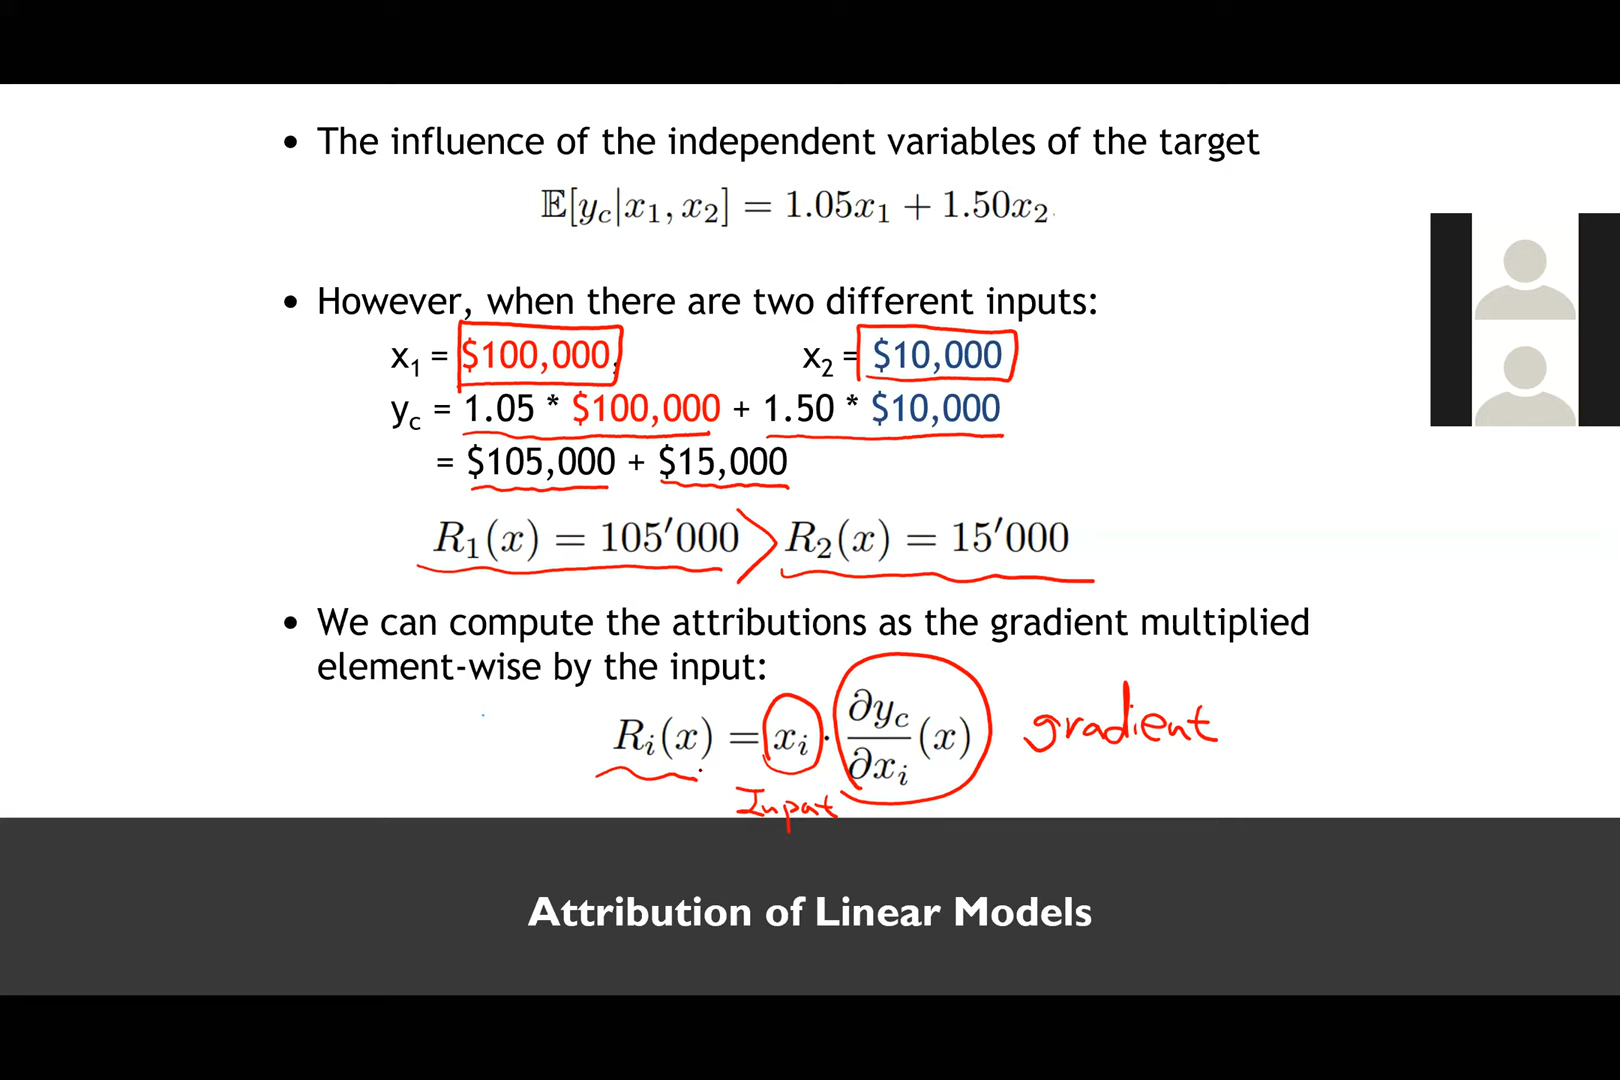 • The influence of the independent variables of the target
𝔼[y_c|x_1, x_2] = 1.05x_1 + 1.50x_2
• However, when there are two different inputs:
x_1 = $100,000, x_2 = $10,000
y_c = 1.05 * $100,000 + 1.50 * $10,000
= $105,000 + $15,000
R_1(x) = 105'000 > R_2(x) = 15'000
• We can compute the attributions as the gradient multiplied
element-wise by the input:
R_i(x) = x_i · ∂y_c/∂x_i (x) gradient
Input
Attribution of Linear Models